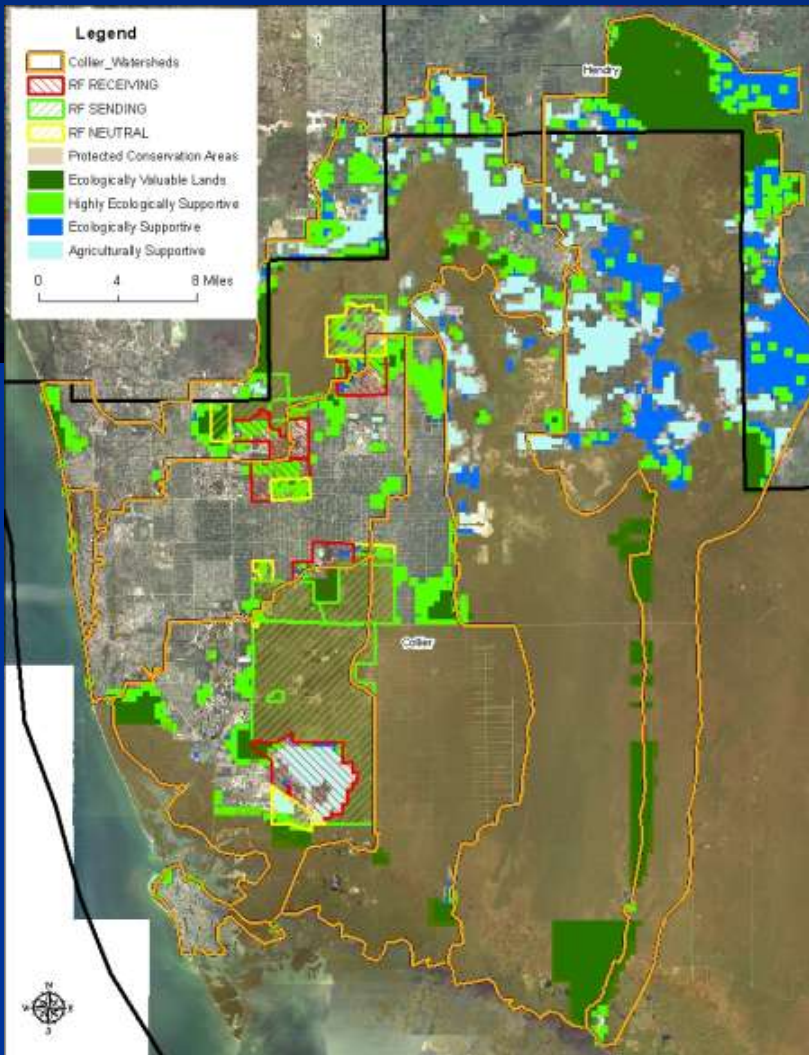 Legend
Collier_Watersheds
RF RECEIVING
RF SENDING
RF NEUTRAL
Protected Conservation Areas
Ecologically Valuable Lands
Highly Ecologically Supportive
Ecologically Supportive
Agriculturally Supportive
0 4 8 Miles
Hendry
Collier
N
W E
S